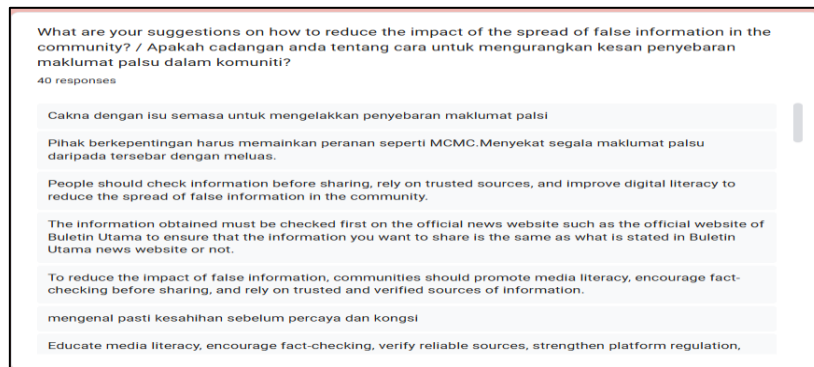 What are your suggestions on how to reduce the impact of the spread of false information in the
community? / Apakah cadangan anda tentang cara untuk mengurangkan kesan penyebaran
maklumat palsu dalam komuniti?
40 responses
Cakna dengan isu semasa untuk mengelakkan penyebaran maklumat palsi
Pihak berkepentingan harus memainkan peranan seperti MCMC.Menyekat segala maklumat palsu
daripada tersebar dengan meluas.
People should check information before sharing, rely on trusted sources, and improve digital literacy to
reduce the spread of false information in the community.
The information obtained must be checked first on the official news website such as the official website of
Buletin Utama to ensure that the information you want to share is the same as what is stated in Buletin
Utama news website or not.
To reduce the impact of false information, communities should promote media literacy, encourage fact-
checking before sharing, and rely on trusted and verified sources of information.
mengenal pasti kesahihan sebelum percaya dan kongsi
Educate media literacy, encourage fact-checking, verify reliable sources, strengthen platform regulation,